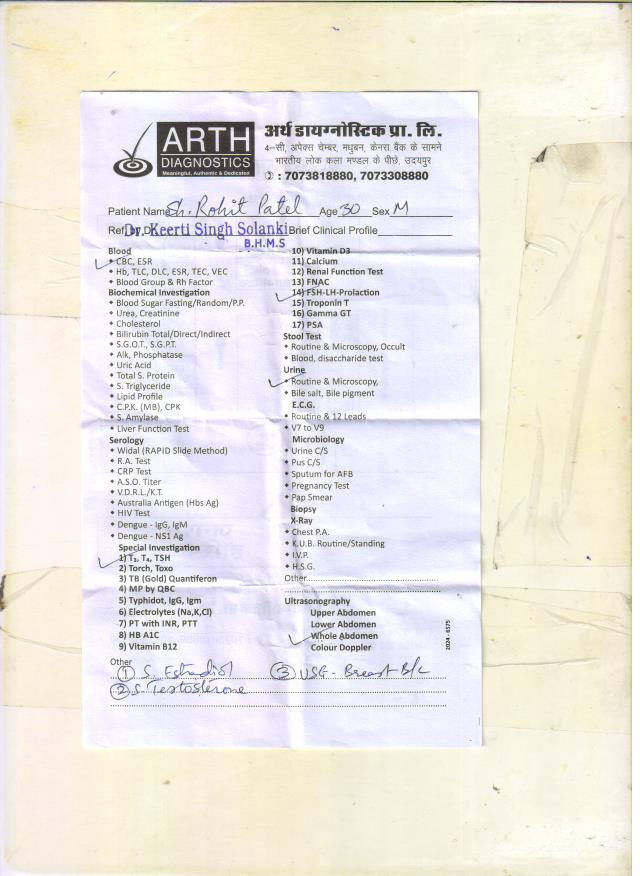 ARTH
DIAGNOSTICS
Meaningful, Authentic & Dedicated
अर्थ डायग्नोस्टिक प्रा. लि.
4–सी, अपेक्स चेम्बर, मधुबन, केनरा बैंक के सामने
भारतीय लोक कला मण्डल के पीछे, उदयपुर
: 7073818880, 7073308880
Patient Name Sh. Rohit Patel Age 30 Sex M
Ref. by Dr. Keerti Singh Solanki Brief Clinical Profile
B.H.M.S
Blood
CBC, ESR
Hb, TLC, DLC, ESR, TEC, VEC
Blood Group & Rh Factor
Biochemical Investigation
Blood Sugar Fasting/Random/P.P.
Urea, Creatinine
Cholesterol
Bilirubin Total/Direct/Indirect
S.G.O.T., S.G.P.T.
Alk, Phosphatase
Uric Acid
Total S. Protein
S. Triglyceride
Lipid Profile
C.P.K. (MB), CPK
S. Amylase
Liver Function Test
Serology
Widal (RAPID Slide Method)
R.A. Test
CRP Test
A.S.O. Titer
V.D.R.L./K.T.
Australia Antigen (Hbs Ag)
HIV Test
Dengue - IgG, IgM
Dengue - NS1 Ag
Special Investigation
1) T₃, T₄, TSH
2) Torch, Toxo
3) TB (Gold) Quantiferon
4) MP by QBC
5) Typhidot, IgG, Igm
6) Electrolytes (Na,K,Cl)
7) PT with INR, PTT
8) HB A1C
9) Vitamin B12
10) Vitamin D3
11) Calcium
12) Renal Function Test
13) FNAC
14) FSH-LH-Prolaction
15) Troponin T
16) Gamma GT
17) PSA
Stool Test
Routine & Microscopy, Occult
Blood, disaccharide test
Urine
Routine & Microscopy,
Bile salt, Bile pigment
E.C.G.
Routine & 12 Leads
V7 to V9
Microbiology
Urine C/S
Pus C/S
Sputum for AFB
Pregnancy Test
Pap Smear
Biopsy
X-Ray
Chest P.A.
K.U.B. Routine/Standing
I.V.P.
H.S.G.
Other
Ultrasonography
Upper Abdomen
Lower Abdomen
Whole Abdomen
Colour Doppler
2024 - 6575
Other
① S. Estradiol ③ USG - Breast B/L
② S. Testosterone